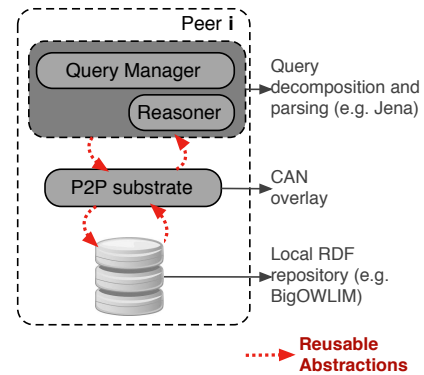 Peer i
Query Manager
Reasoner
Query
decomposition and
parsing (e.g. Jena)
P2P substrate
CAN
overlay
Local RDF
repository (e.g.
BigOWLIM)
Reusable
Abstractions